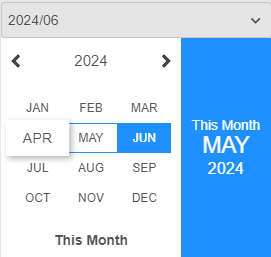 2024/06
2024
JAN FEB MAR
APR MAY JUN
JUL AUG SEP
OCT NOV DEC
This Month
This Month
MAY
2024